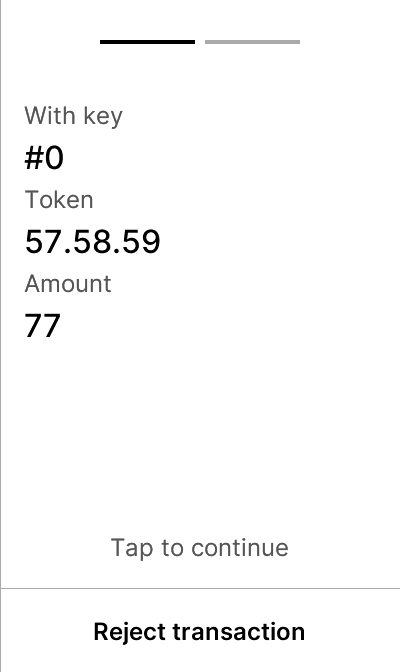 With key
#0
Token
57.58.59
Amount
77
Tap to continue
Reject transaction